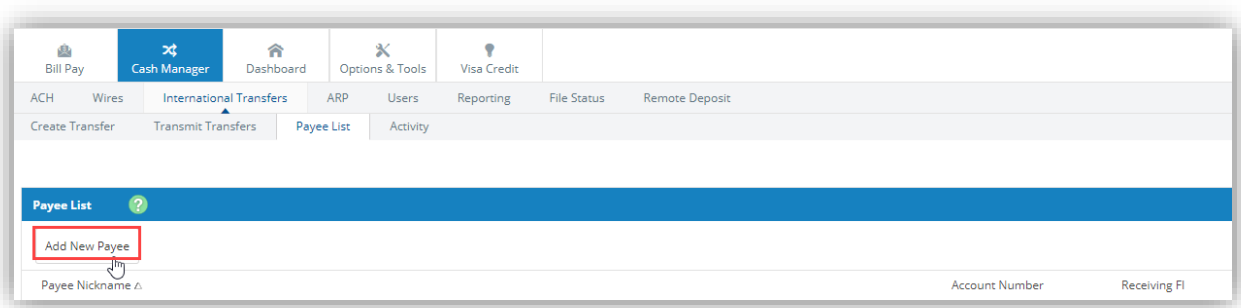 Bill Pay Cash Manager Dashboard Options & Tools Visa Credit
ACH Wires International Transfers ARP Users Reporting File Status Remote Deposit
Create Transfer Transmit Transfers Payee List Activity
Payee List ?
Add New Payee
Payee Nickname Account Number Receiving FI